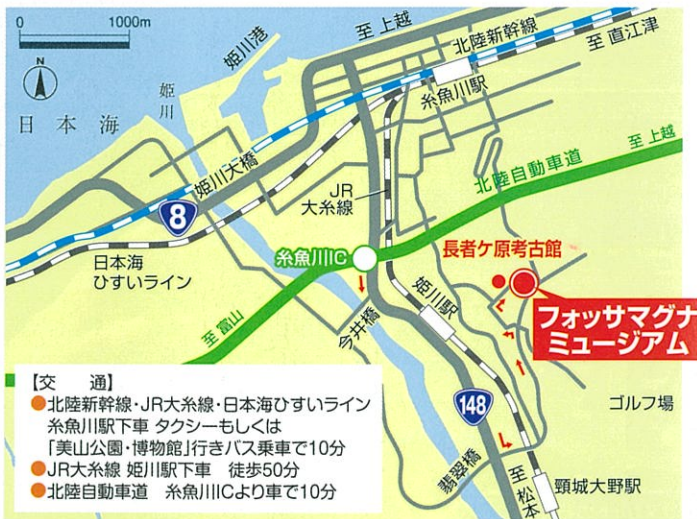 0 1000m
N
至 上越
北陸新幹線
至 直江津
姫川港
姫川
日本海
糸魚川駅
姫川大橋
8
JR
大糸線
至 上越
北陸自動車道
日本海
ひすいライン
糸魚川IC
長者ケ原考古館
フォッサマグナ
ミュージアム
姫川駅
今井橋
至 富山
148
ゴルフ場
翡翠橋
至 松本
頸城大野駅
【交　通】
●北陸新幹線・JR大糸線・日本海ひすいライン
糸魚川駅下車 タクシーもしくは
「美山公園・博物館」行きバス乗車で10分
●JR大糸線 姫川駅下車　徒歩50分
●北陸自動車道　糸魚川ICより車で10分